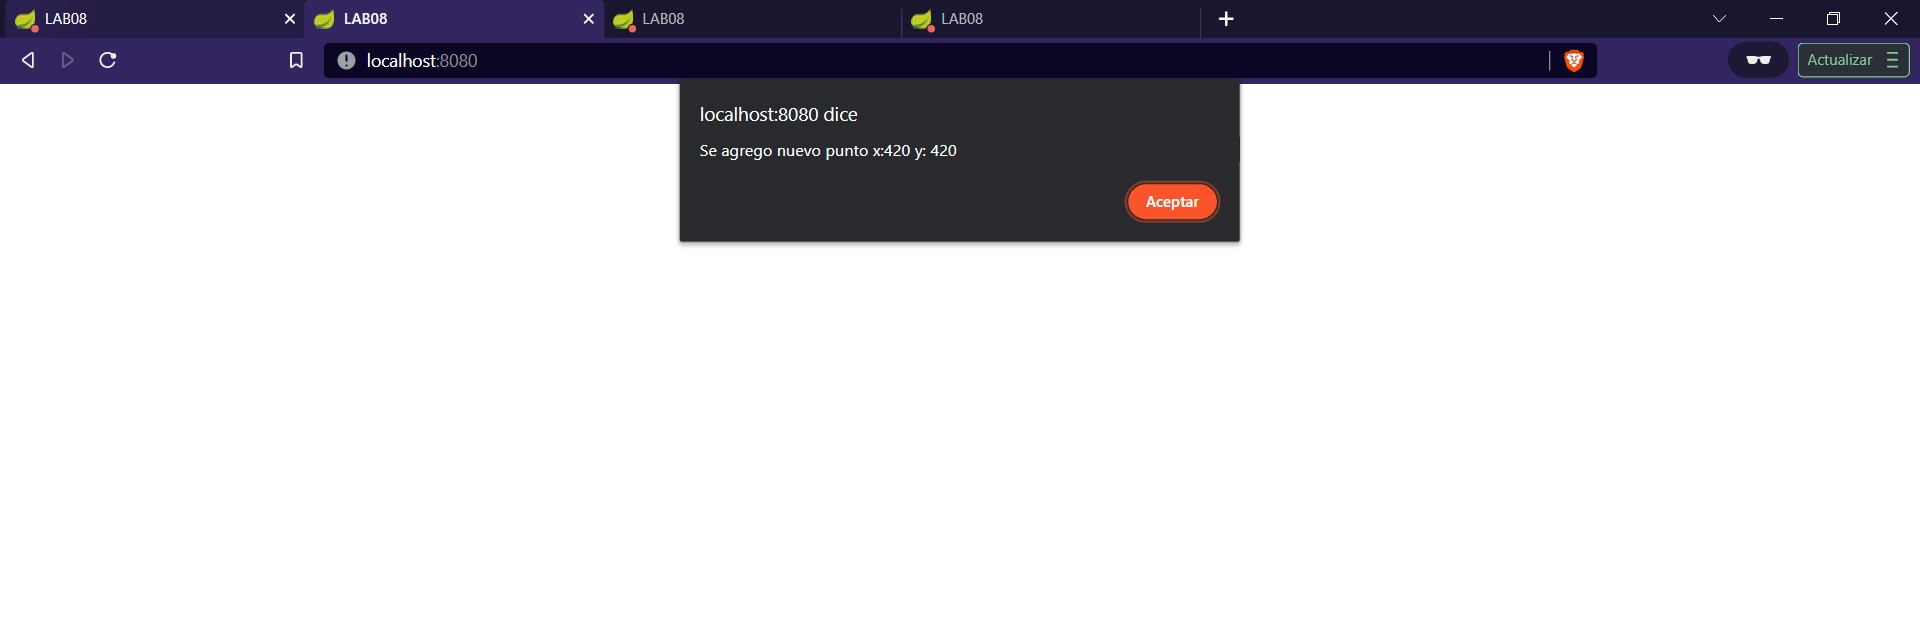 LAB08
LAB08
LAB08
LAB08
localhost:8080
Actualizar
localhost:8080 dice
Se agrego nuevo punto x:420 y: 420
Aceptar